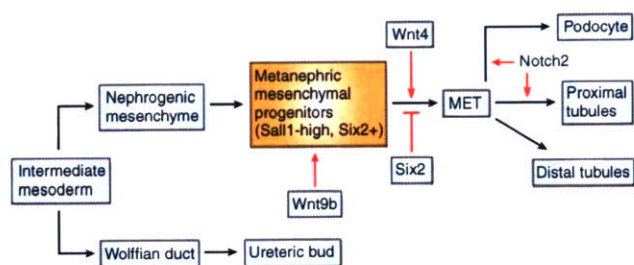 Wnt4
Podocyte
Notch2
Metanephric
mesenchymal
progenitors
(Sall1-high, Six2+)
Nephrogenic
mesenchyme
MET
Proximal
tubules
Intermediate
mesoderm
Six2
Distal tubules
Wnt9b
Wolffian duct
Ureteric bud